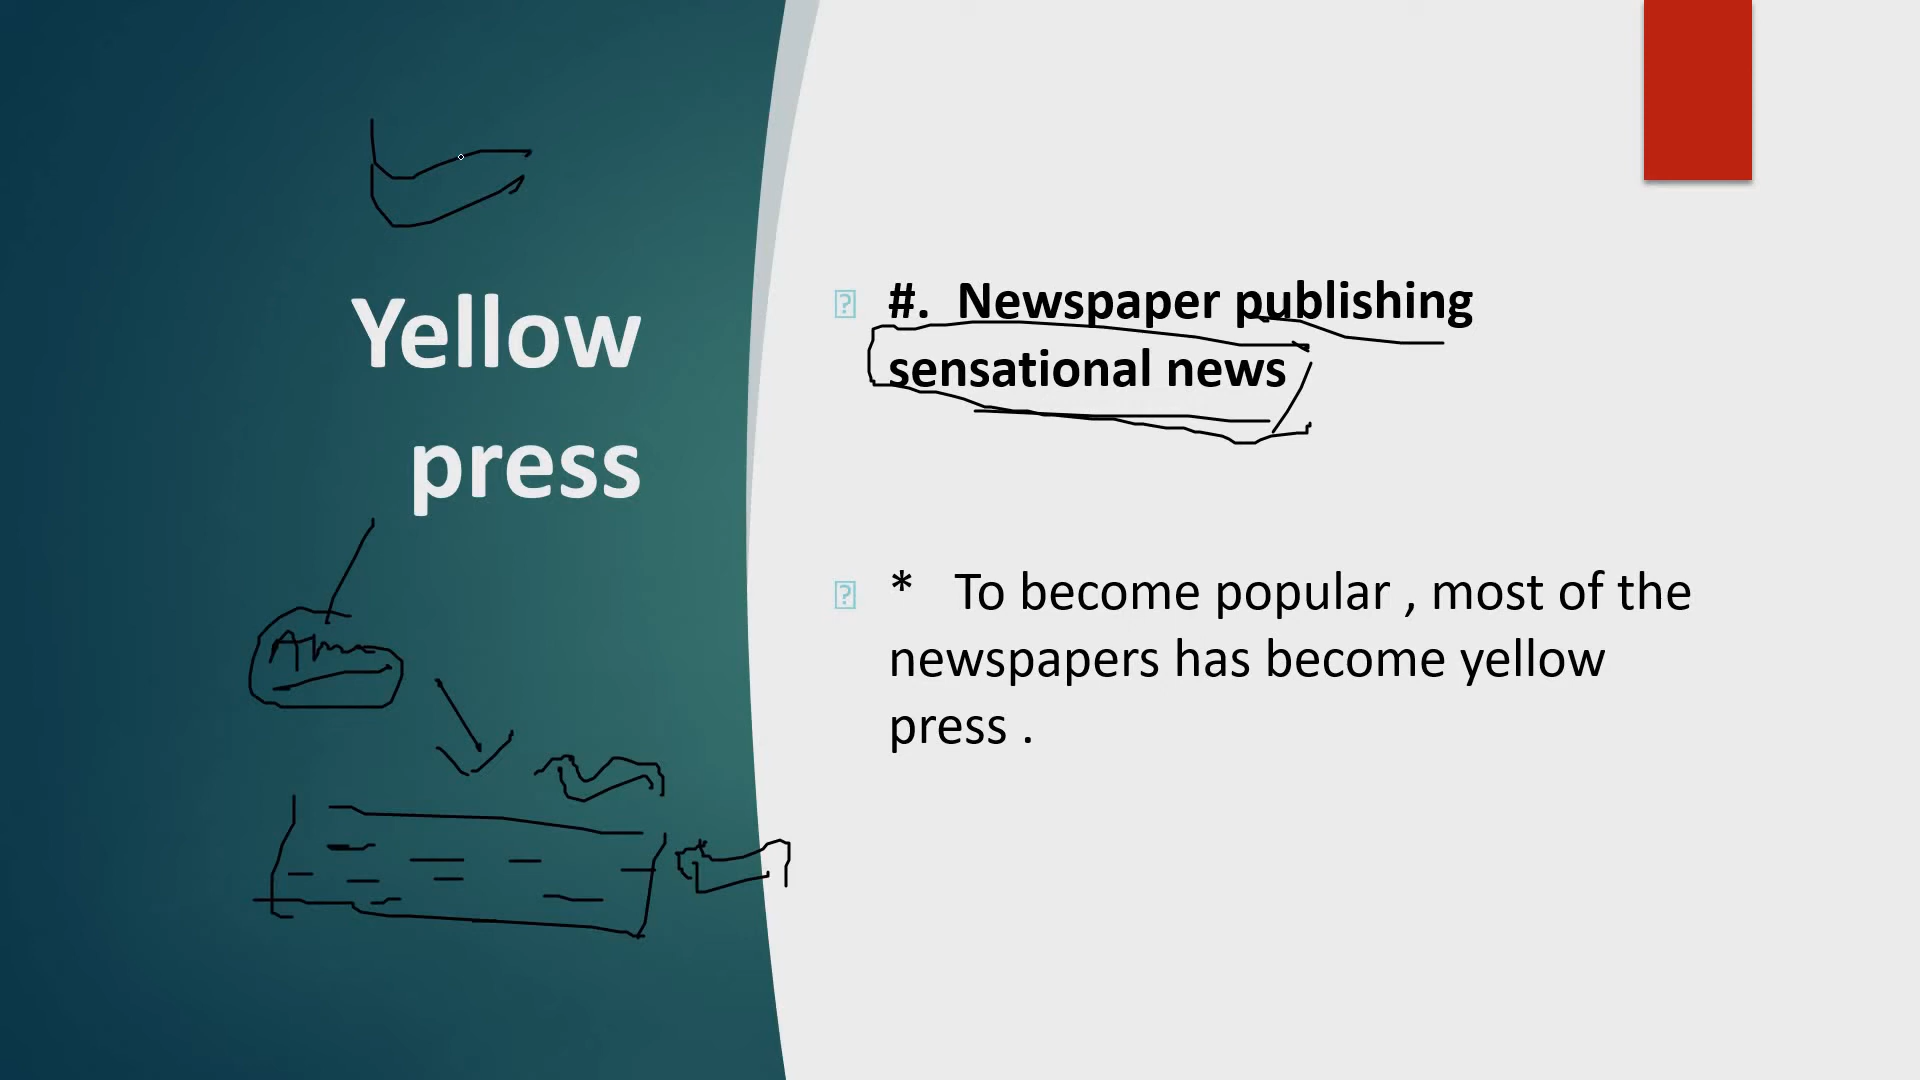 Yellow
press
#. Newspaper publishing
sensational news
* To become popular , most of the
newspapers has become yellow
press .